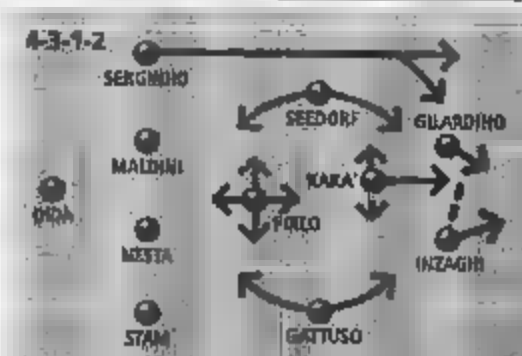 4-3-1-2
SERGINHO
SEEDORF
GILARDINO
MALDINI
KAKA'
DIDA
PIRLO
NESTA
INZAGHI
STAM
GATTUSO